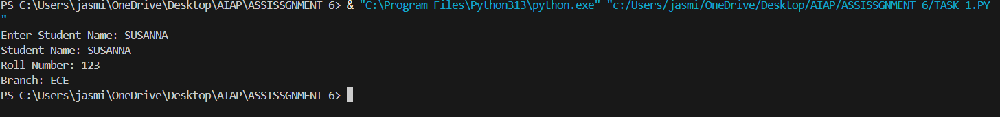 PS C:\Users\jasmi\OneDrive\Desktop\AIAP\ASSISSGNMENT 6> & "C:\Program Files\Python313\python.exe" "c:/Users/jasmi/OneDrive/Desktop/AIAP/ASSISSGNMENT 6/TASK 1.PY
"
Enter Student Name: SUSANNA
Student Name: SUSANNA
Roll Number: 123
Branch: ECE
PS C:\Users\jasmi\OneDrive\Desktop\AIAP\ASSISSGNMENT 6>